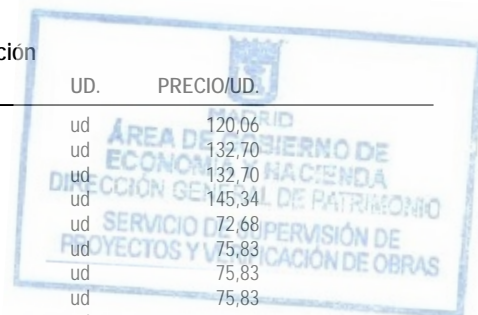 ción
UD. PRECIO/UD.
MADRID
ud 120,06
ÁREA DE GOBIERNO DE
ud 132,70
ECONOMÍA Y HACIENDA
ud 132,70
DIRECCIÓN GENERAL DE PATRIMONIO
ud 145,34
SERVICIO DE SUPERVISIÓN DE
ud 72,68
PROYECTOS Y VERIFICACIÓN DE OBRAS
ud 75,83
ud 75,83
ud 75,83